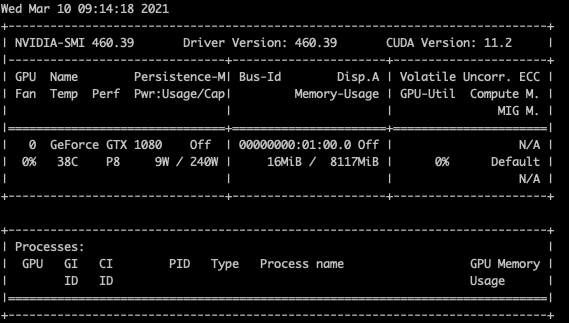 Wed Mar 10 09:14:18 2021
+-----------------------------------------------------------------------------+
| NVIDIA-SMI 460.39       Driver Version: 460.39       CUDA Version: 11.2     |
|-------------------------------+----------------------+----------------------+
| GPU  Name        Persistence-M| Bus-Id        Disp.A | Volatile Uncorr. ECC |
| Fan  Temp  Perf  Pwr:Usage/Cap|         Memory-Usage | GPU-Util  Compute M. |
|                               |                      |               MIG M. |
|===============================+======================+======================|
|   0  GeForce GTX 1080    Off  | 00000000:01:00.0 Off |                  N/A |
|  0%   38C    P8     9W / 240W |     16MiB /  8117MiB |      0%      Default |
|                               |                      |                  N/A |
+-------------------------------+----------------------+----------------------+

+-----------------------------------------------------------------------------+
| Processes:                                                                  |
|  GPU   GI   CI        PID   Type   Process name                  GPU Memory |
|        ID   ID                                                   Usage      |
|=============================================================================|
+-----------------------------------------------------------------------------+